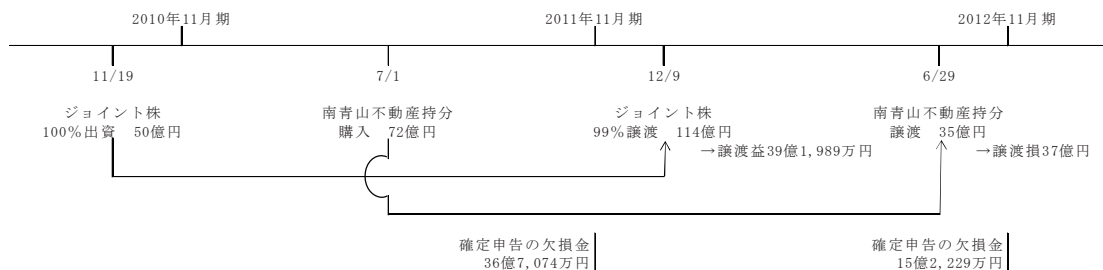 2010年11月期 2011年11月期 2012年11月期
11/19 7/1 12/9 6/29
ジョイント株 南青山不動産持分 ジョイント株 南青山不動産持分
100%出資 50億円 購入 72億円 99%譲渡 114億円 譲渡 35億円
→譲渡益39億1,989万円 →譲渡損37億円
確定申告の欠損金 確定申告の欠損金
36億7,074万円 15億2,229万円